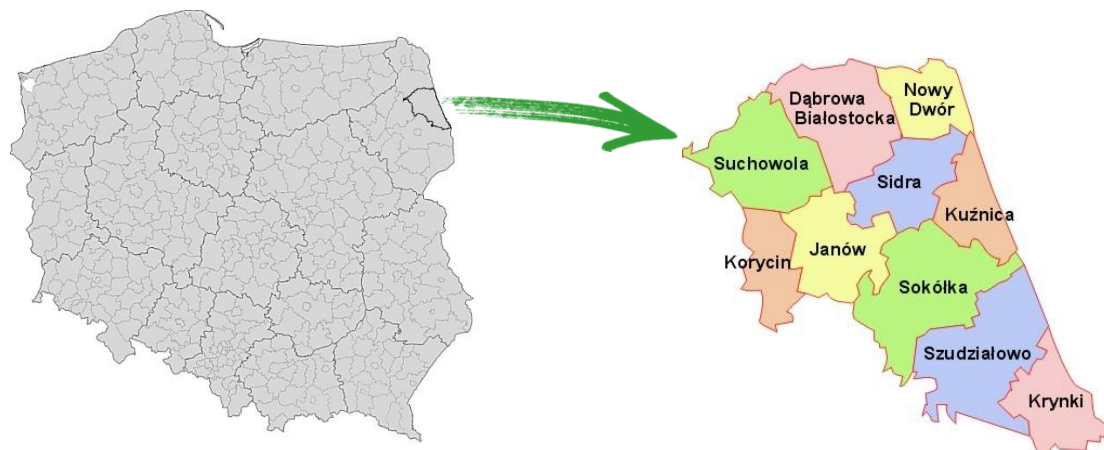 Nowy
Dwór
Dąbrowa
Białostocka
Suchowola
Sidra
Kuźnica
Korycin
Janów
Sokółka
Szudziałowo
Krynki